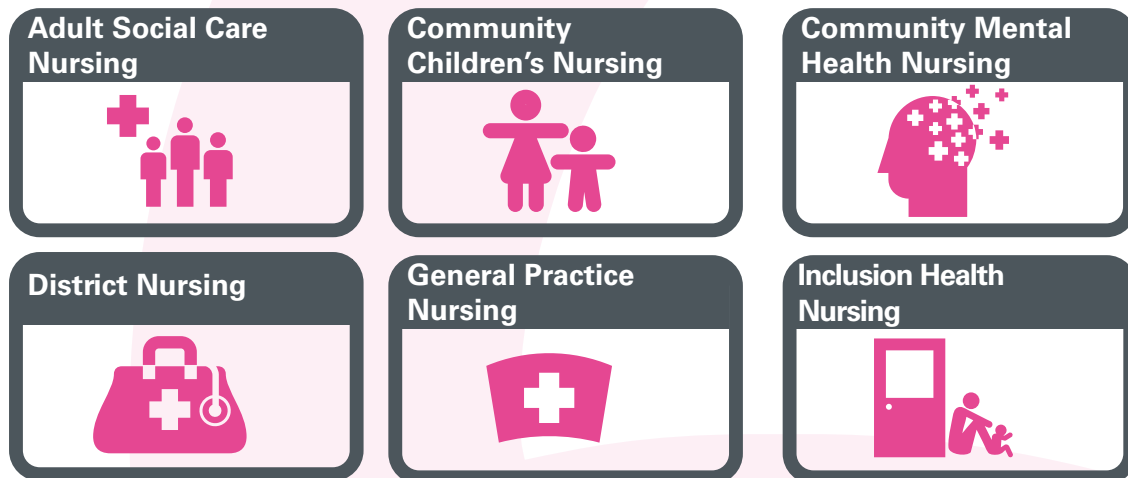 Adult Social Care
Nursing
Community
Children's Nursing
Community Mental
Health Nursing
District Nursing
General Practice
Nursing
Inclusion Health
Nursing